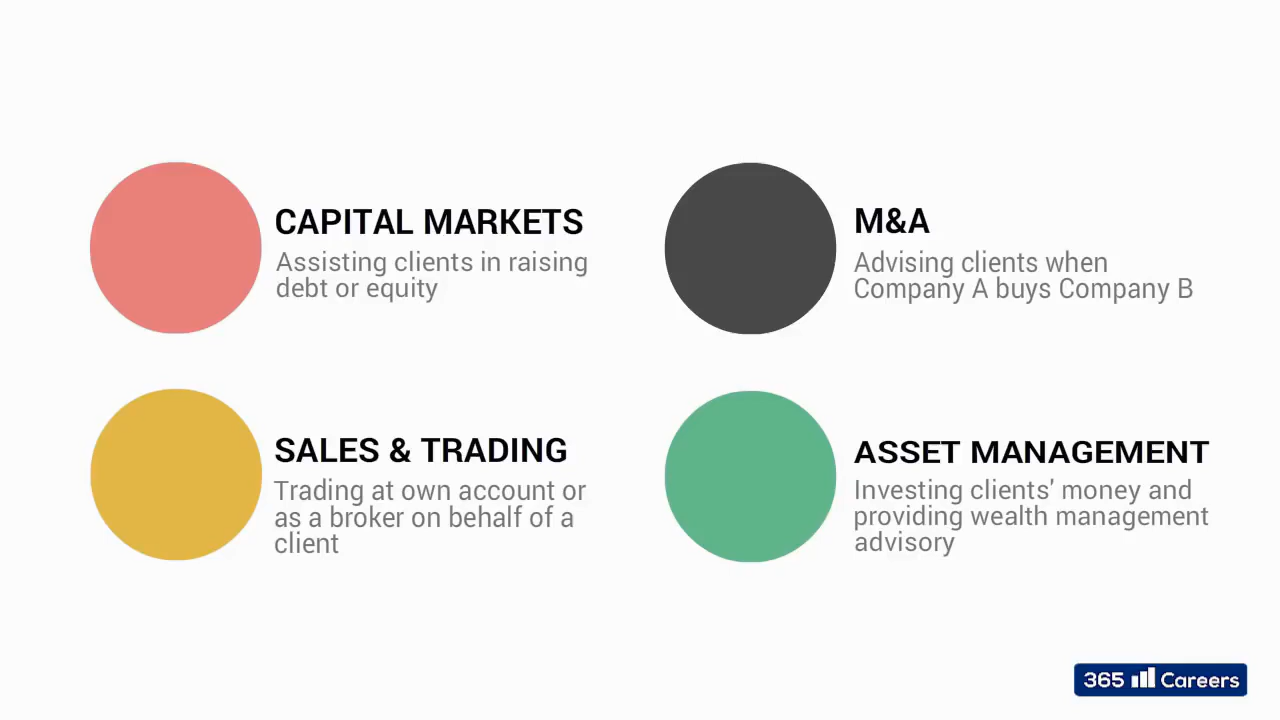 CAPITAL MARKETS
Assisting clients in raising
debt or equity
M&A
Advising clients when
Company A buys Company B
SALES & TRADING
Trading at own account or
as a broker on behalf of a
client
ASSET MANAGEMENT
Investing clients' money and
providing wealth management
advisory
365 Careers